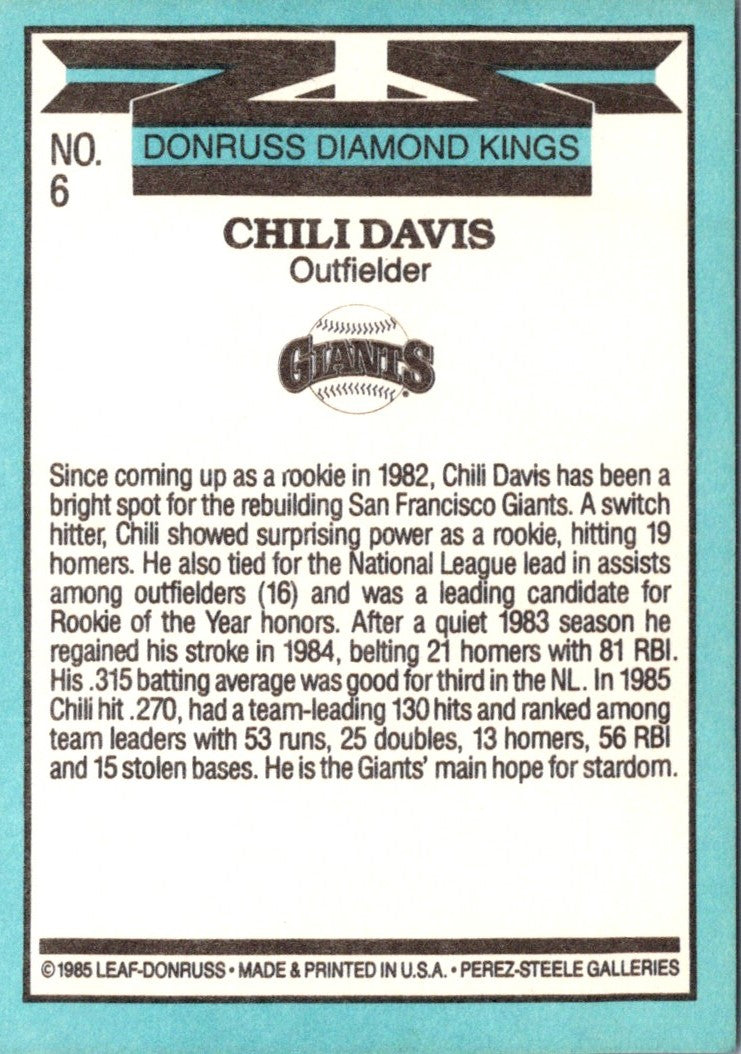 NO.
6
DONRUSS DIAMOND KINGS
CHILI DAVIS
Outfielder
GIANTS
Since coming up as a rookie in 1982, Chili Davis has been a
bright spot for the rebuilding San Francisco Giants. A switch
hitter, Chili showed surprising power as a rookie, hitting 19
homers. He also tied for the National League lead in assists
among outfielders (16) and was a leading candidate for
Rookie of the Year honors. After a quiet 1983 season he
regained his stroke in 1984, belting 21 homers with 81 RBI.
His .315 batting average was good for third in the NL. In 1985
Chili hit .270, had a team-leading 130 hits and ranked among
team leaders with 53 runs, 25 doubles, 13 homers, 56 RBI
and 15 stolen bases. He is the Giants' main hope for stardom.
©1985 LEAF-DONRUSS • MADE & PRINTED IN U.S.A. • PEREZ-STEELE GALLERIES